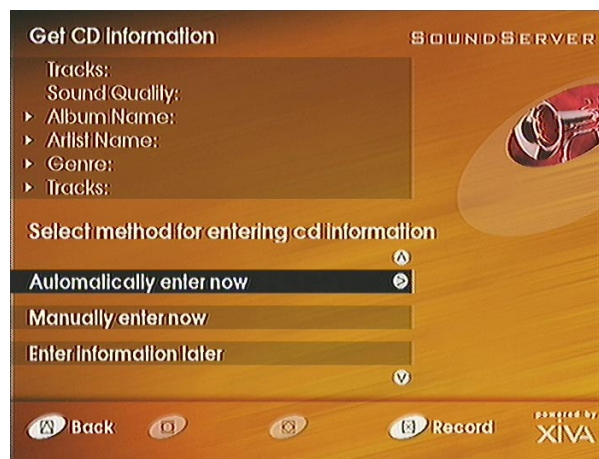 Get CD information
SOUNDSERVER
Tracks:
Sound Quality:
Album Name:
Artist Name:
Genre:
Tracks:
Select method for entering cd information
Automatically enter now
Manually enter now
Enter information later
Back
Record
powered by
XIVA